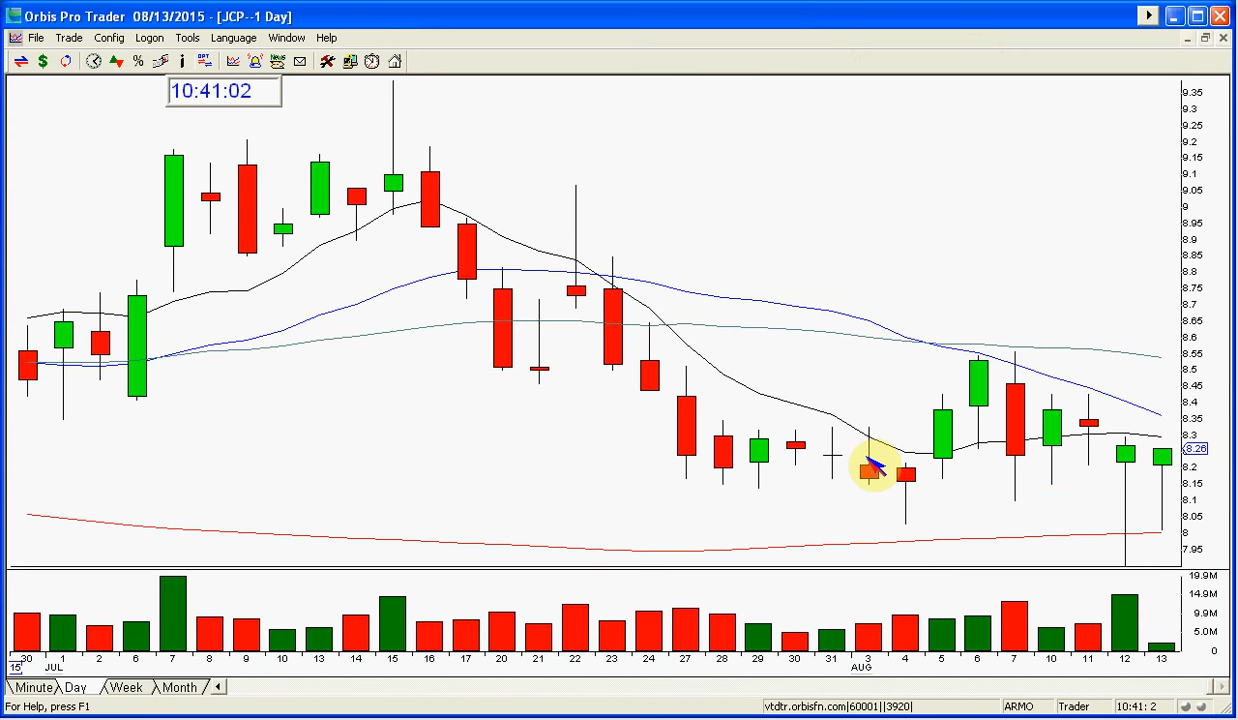 Orbis Pro Trader 08/13/2015 - [JCP--1 Day]
File Trade Config Logon Tools Language Window Help
$ % i OPT News
10:41:02
9.35
9.3
9.25
9.2
9.15
9.1
9.05
9
8.95
8.9
8.85
8.8
8.75
8.7
8.65
8.6
8.55
8.5
8.45
8.4
8.35
8.3
8.26
8.2
8.15
8.1
8.05
8
7.95
19.9M
14.9M
9.9M
5.0M
0
30 1 2 6 7 8 9 10 13 14 15 16 17 20 21 22 23 24 27 28 29 30 31 3 4 5 6 7 10 11 12 13
15 JUL AUG
Minute Day Week Month
For Help, press F1 vtdtr.orbisfn.com|60001||3920| ARMO Trader 10:41: 2